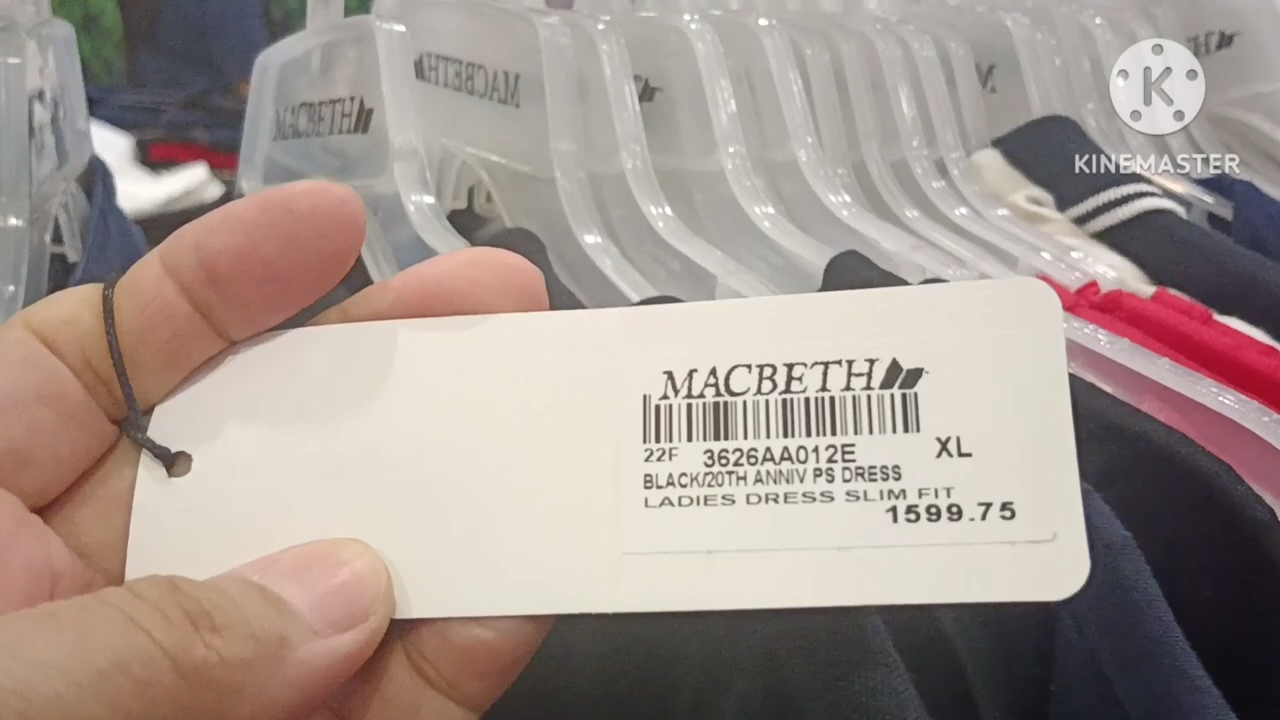 MACBETH
MACBETH
K
KINEMASTER
MACBETH
22F 3626AA012E XL
BLACK/20TH ANNIV PS DRESS
LADIES DRESS SLIM FIT
1599.75